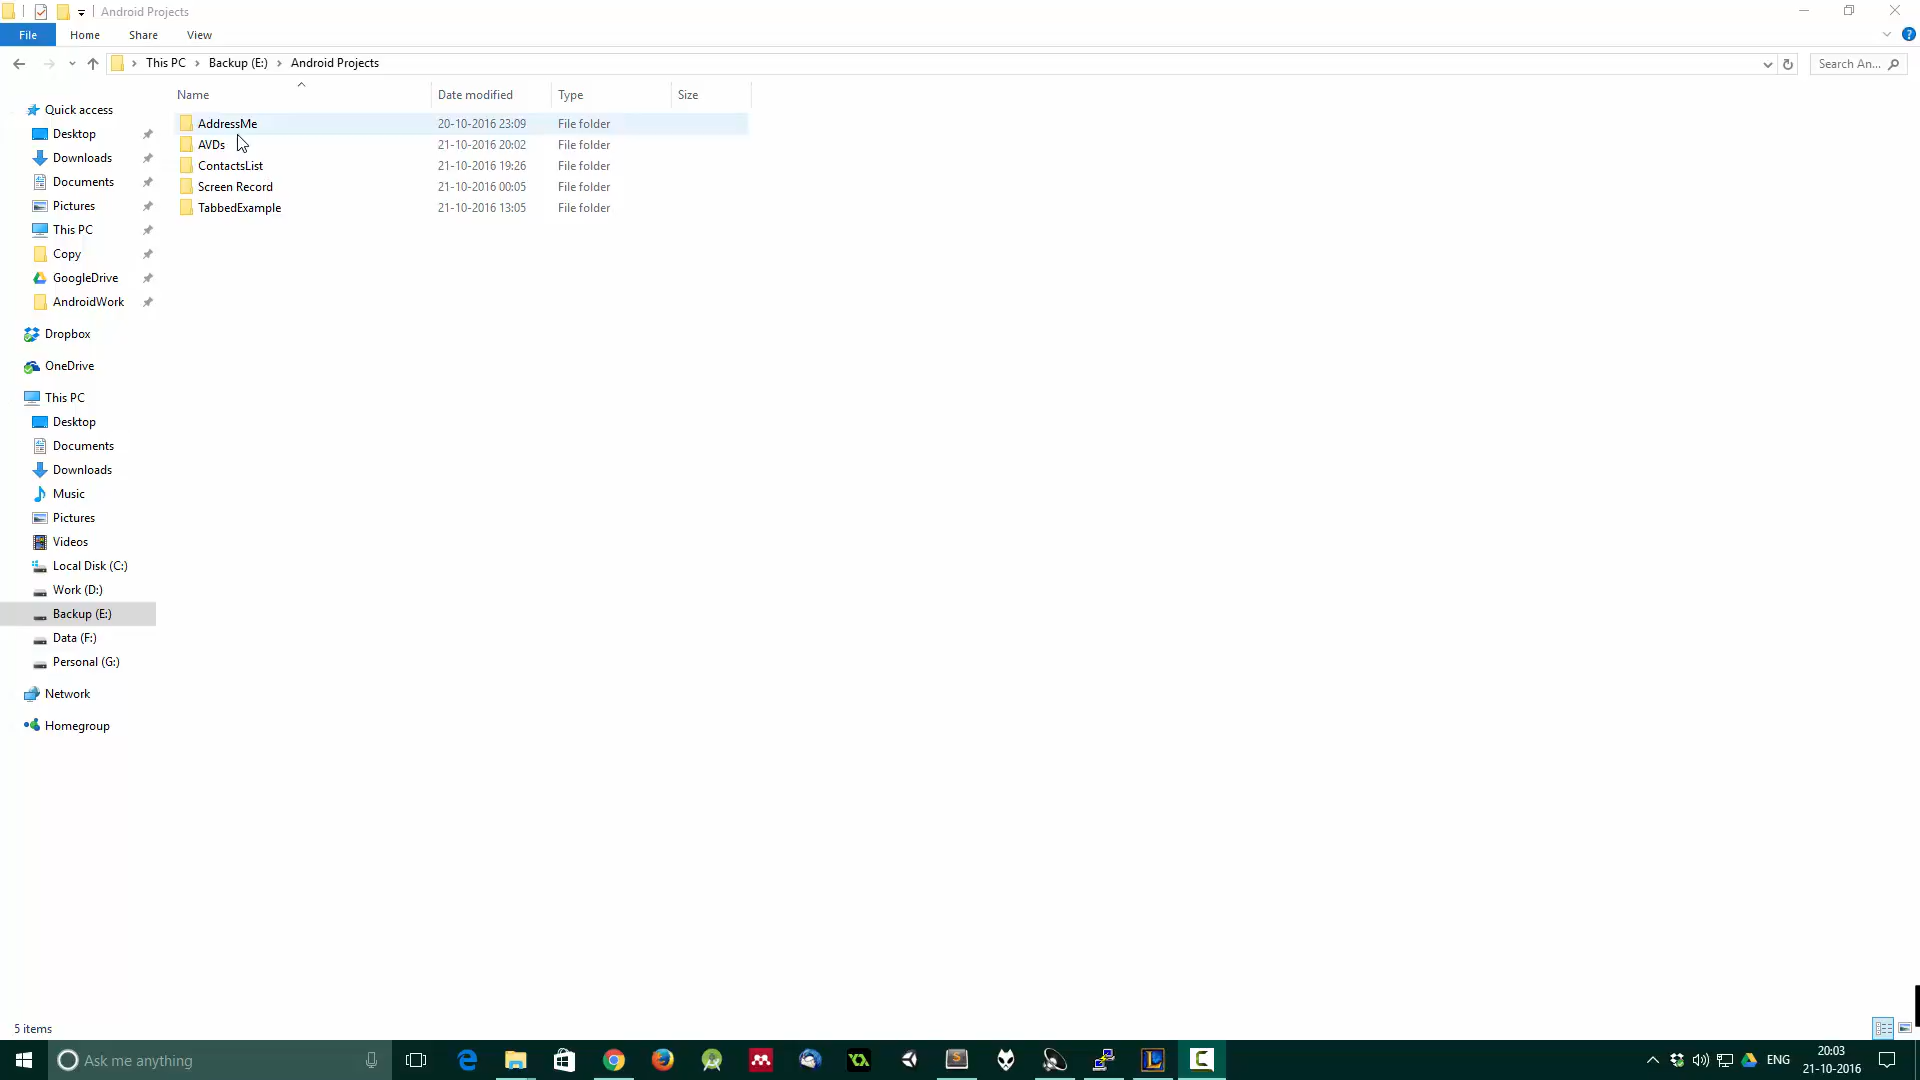 Android Projects
File Home Share View
This PC Backup (E:) Android Projects
Search An...
Name Date modified Type Size
AddressMe 20-10-2016 23:09 File folder
AVDs 21-10-2016 20:02 File folder
ContactsList 21-10-2016 19:26 File folder
Screen Record 21-10-2016 00:05 File folder
TabbedExample 21-10-2016 13:05 File folder
Quick access
Desktop
Downloads
Documents
Pictures
This PC
Copy
GoogleDrive
AndroidWork
Dropbox
OneDrive
This PC
Desktop
Documents
Downloads
Music
Pictures
Videos
Local Disk (C:)
Work (D:)
Backup (E:)
Data (F:)
Personal (G:)
Network
Homegroup
5 items
Ask me anything
ENG
20:03
21-10-2016